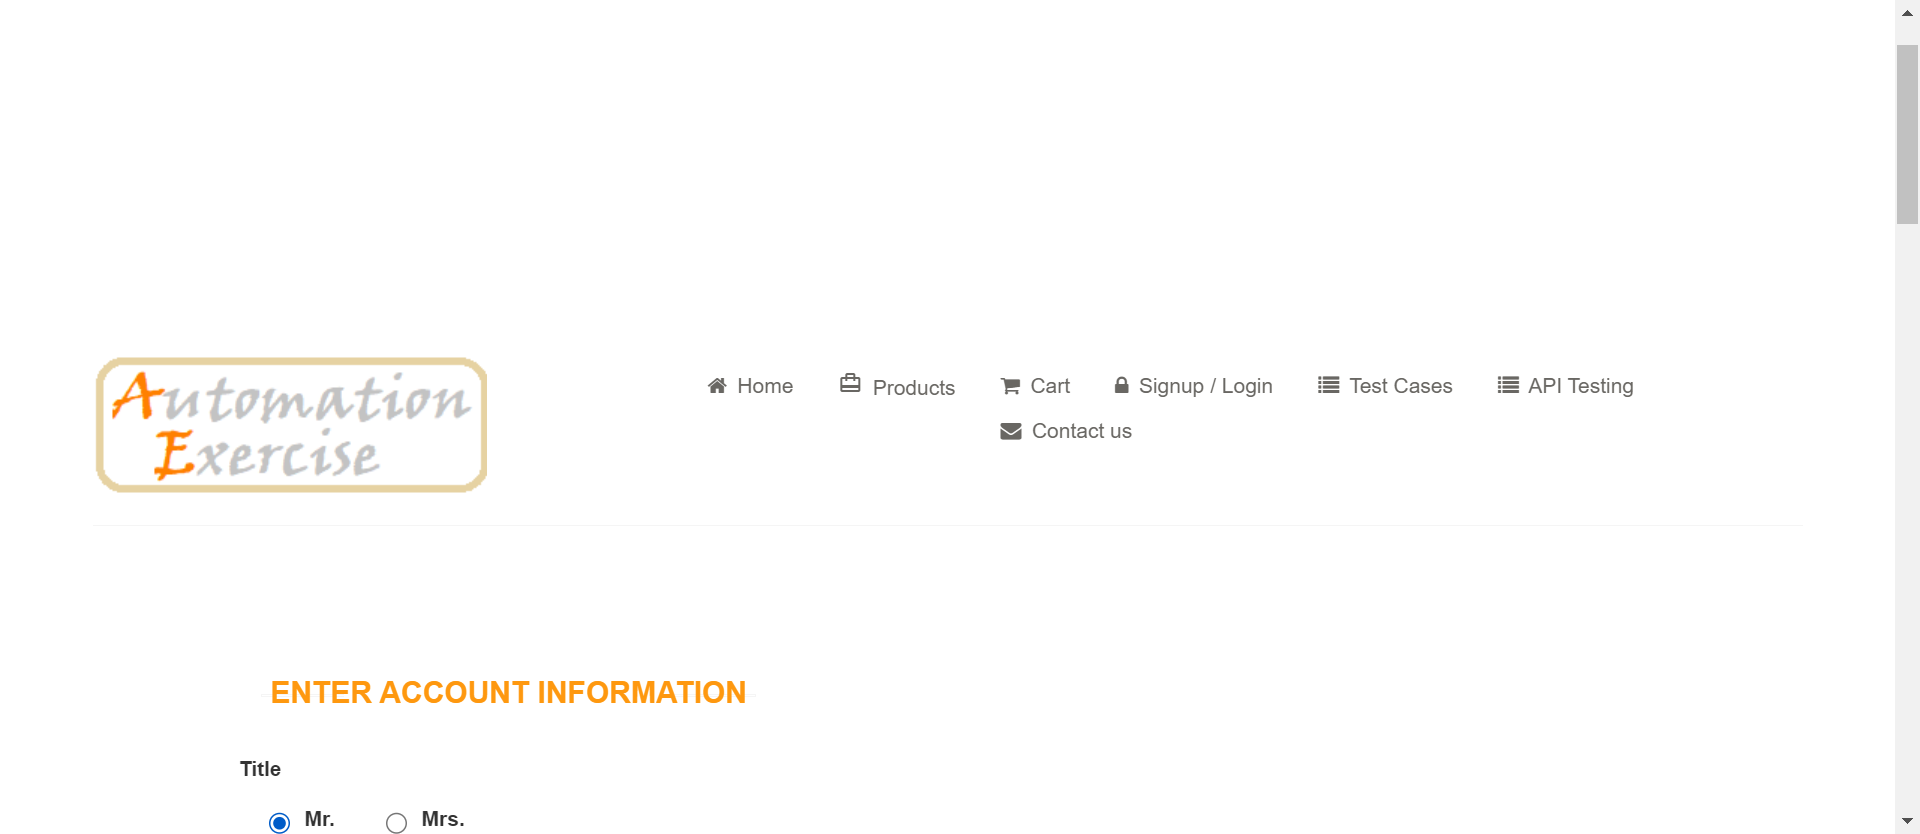 Automation
Exercise
Home Products Cart Signup / Login Test Cases API Testing
Contact us
ENTER ACCOUNT INFORMATION
Title
Mr. Mrs.